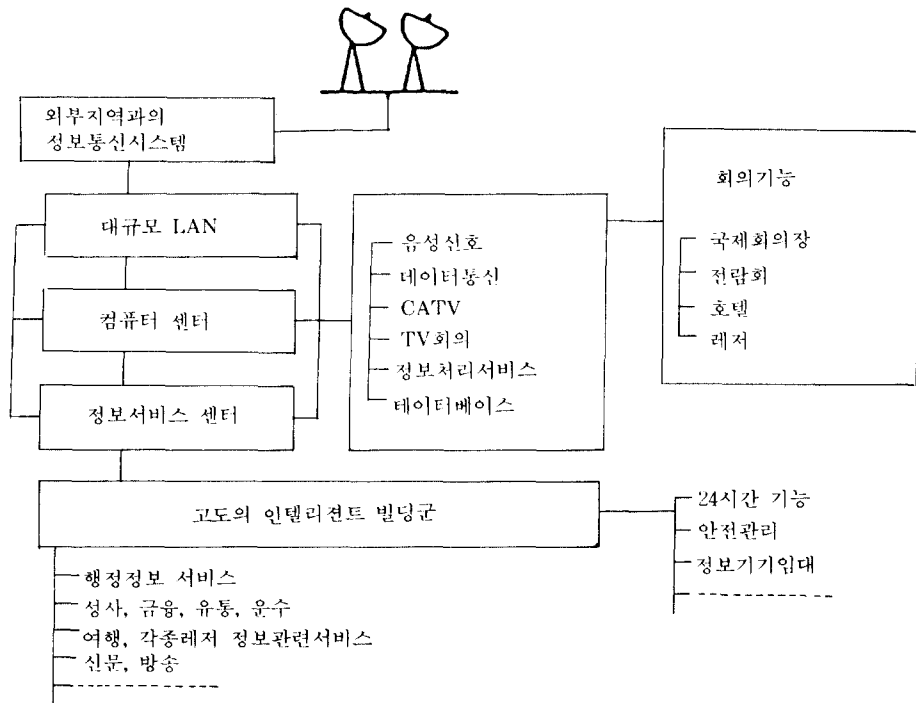 외부지역과의
정보통신시스템
대규모 LAN
컴퓨터 센터
정보서비스 센터
음성신호
데이터통신
CATV
TV회의
정보처리서비스
테이터베이스
회의기능
국제회의장
전람회
호텔
레저
고도의 인텔리젼트 빌딩군
24시간 기능
안전관리
정보기기임대
행정정보 서비스
성사, 금융, 유통, 운수
여행, 각종레저 정보관련서비스
신문, 방송